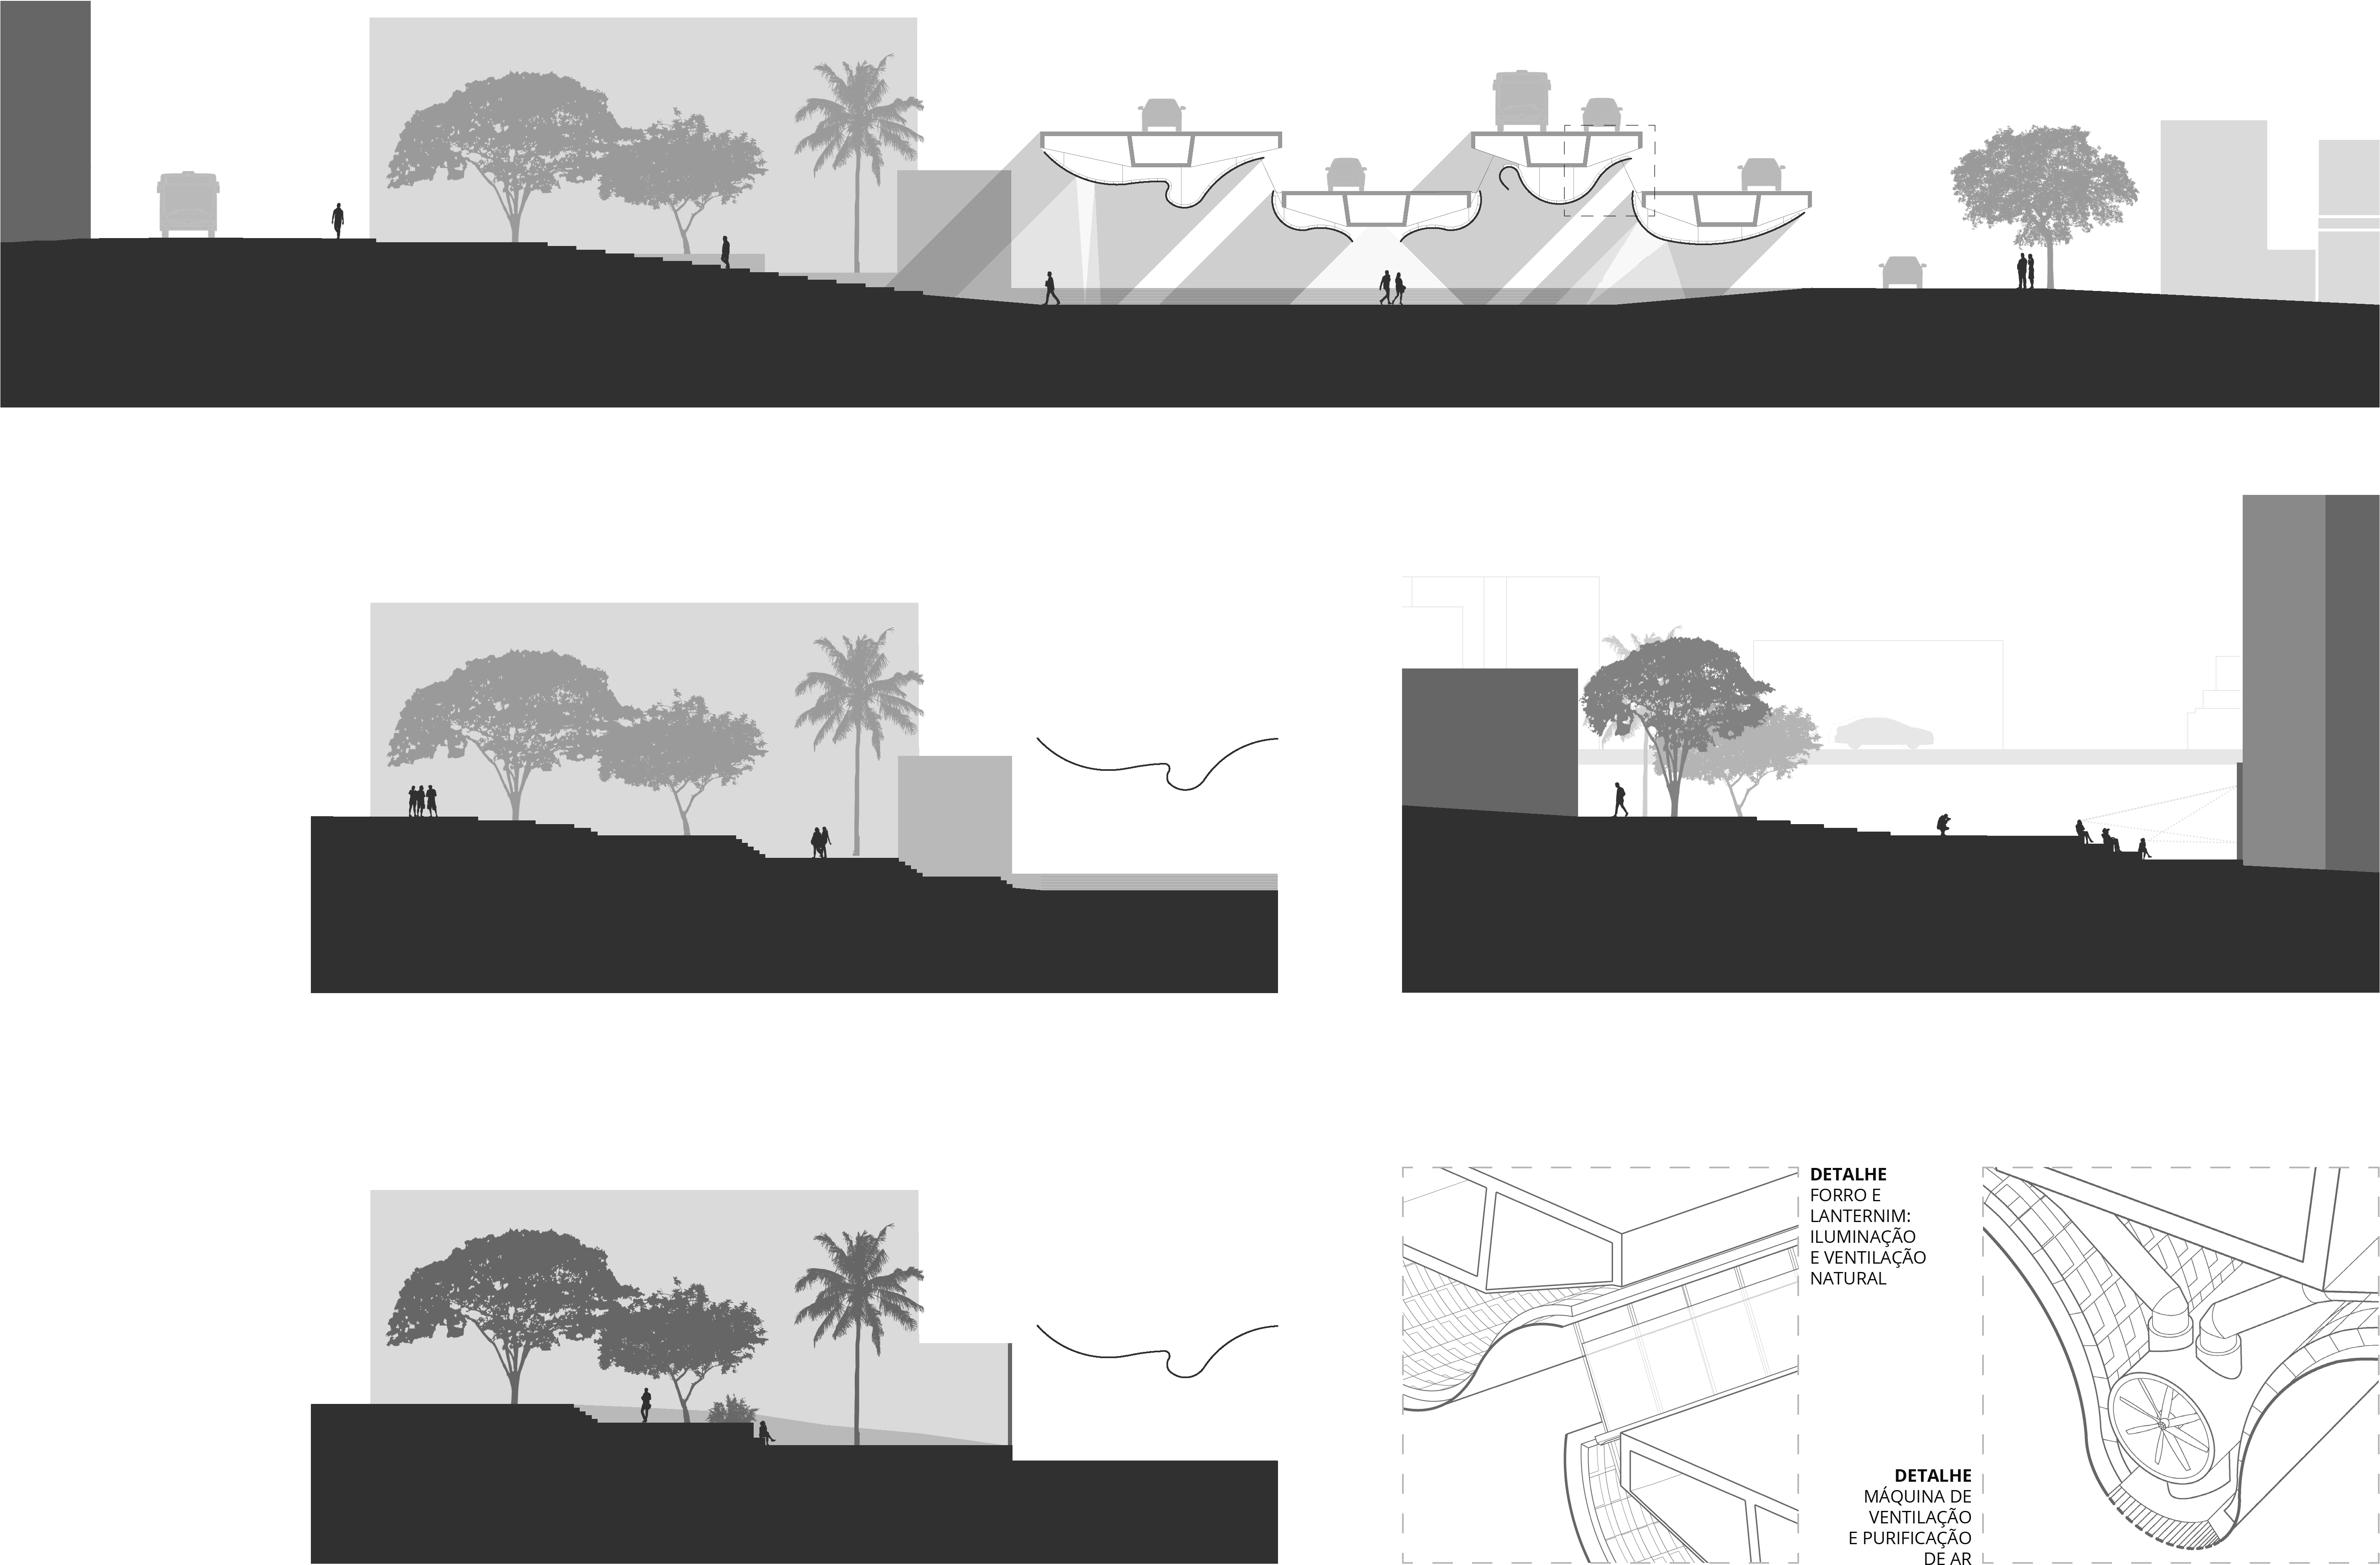 DETALHE
FORRO E
LANTERNIM:
ILUMINAÇÃO
E VENTILAÇÃO
NATURAL
DETALHE
MÁQUINA DE
VENTILAÇÃO
E PURIFICAÇÃO
DE AR